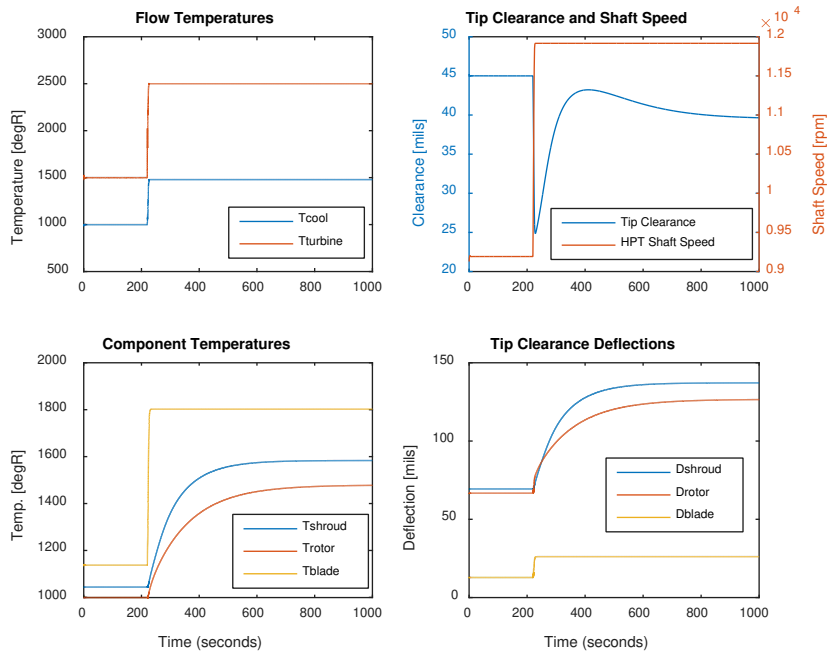 Flow Temperatures
3000
2500
2000
1500
1000
500
Temperature [degR]
0 200 400 600 800 1000
Tcool
Tturbine
Tip Clearance and Shaft Speed
50
45
40
35
30
25
20
Clearance [mils]
0 200 400 600 800 1000
× 10 4
1.2
1.15
1.1
1.05
1
0.95
0.9
Shaft Speed [rpm]
Tip Clearance
HPT Shaft Speed
Component Temperatures
2000
1800
1600
1400
1200
1000
Temp. [degR]
0 200 400 600 800 1000
Time (seconds)
Tshroud
Trotor
Tblade
Tip Clearance Deflections
150
100
50
0
Deflection [mils]
0 200 400 600 800 1000
Time (seconds)
Dshroud
Drotor
Dblade